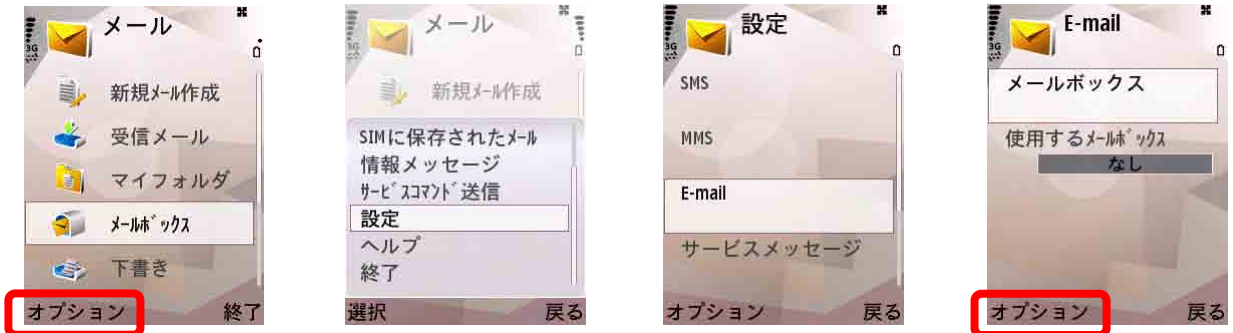 メール
3G
新規ﾒｰﾙ作成
受信メール
マイフォルダ
ﾒｰﾙﾎﾞｯｸｽ
下書き
オプション
終了
メール
3G
新規ﾒｰﾙ作成
SIMに保存されたﾒｰﾙ
情報メッセージ
ｻｰﾋﾞｽｺﾏﾝﾄﾞ送信
設定
ヘルプ
終了
選択
戻る
設定
3G
SMS
MMS
E-mail
サービスメッセージ
オプション
戻る
E-mail
3G
メールボックス
使用するﾒｰﾙﾎﾞｯｸｽ
なし
オプション
戻る